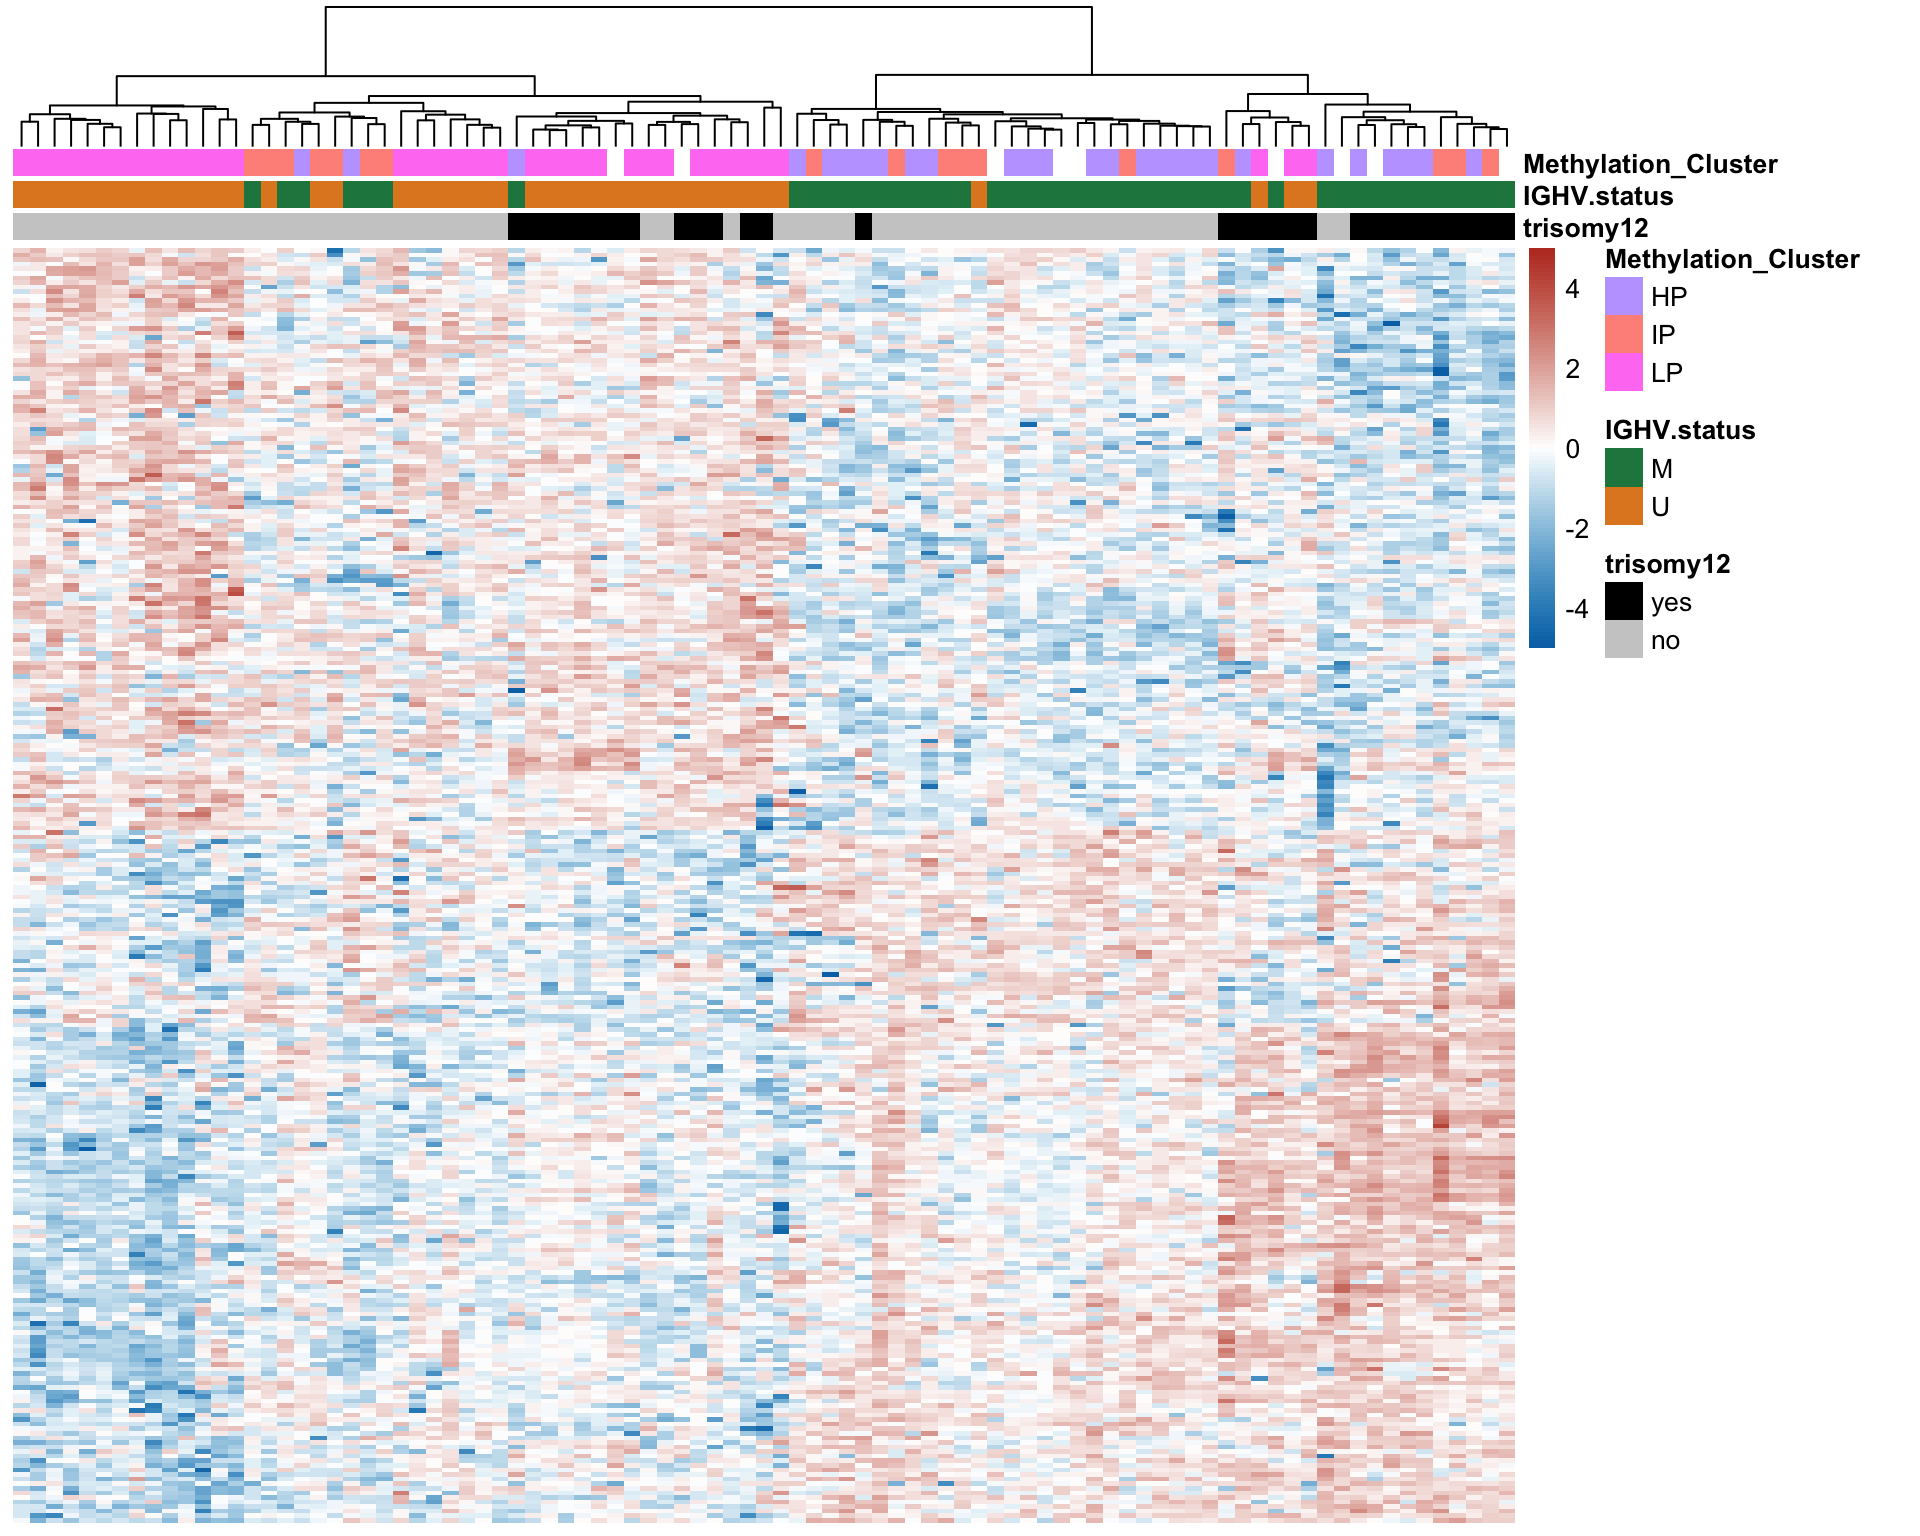 Methylation_Cluster
IGHV.status
trisomy12
4
2
0
-2
-4
Methylation_Cluster
HP
IP
LP
IGHV.status
M
U
trisomy12
yes
no